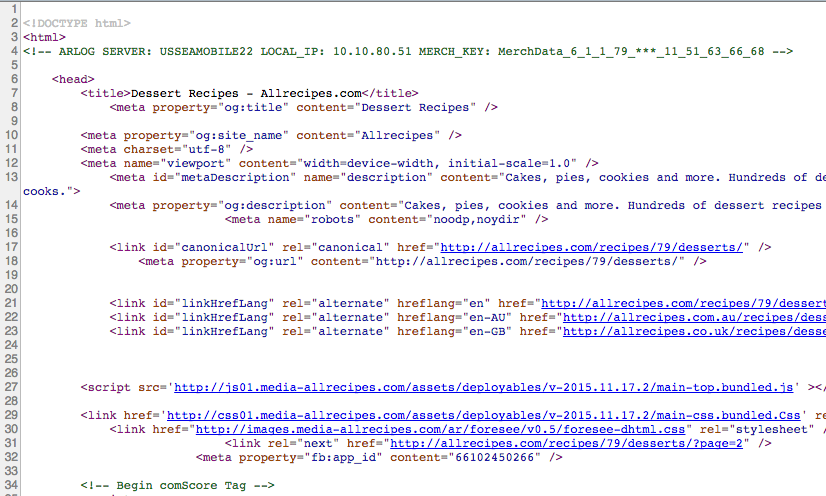 1
2 <!DOCTYPE html>
3 <html>
4 <!-- ARLOG SERVER: USSEAMOBILE22 LOCAL_IP: 10.10.80.51 MERCH_KEY: MerchData_6_1_1_79_***_11_51_63_66_68 -->
5
6 <head>
7 <title>Dessert Recipes - Allrecipes.com</title>
8 <meta property="og:title" content="Dessert Recipes" />
9
10 <meta property="og:site_name" content="Allrecipes" />
11 <meta charset="utf-8" />
12 <meta name="viewport" content="width=device-width, initial-scale=1.0" />
13 <meta id="metaDescription" name="description" content="Cakes, pies, cookies and more. Hundreds of de
cooks.">
14 <meta property="og:description" content="Cakes, pies, cookies and more. Hundreds of dessert recipes
15 <meta name="robots" content="noodp,noydir" />
16
17 <link id="canonicalUrl" rel="canonical" href="http://allrecipes.com/recipes/79/desserts/" />
18 <meta property="og:url" content="http://allrecipes.com/recipes/79/desserts/" />
19
20
21 <link id="linkHrefLang" rel="alternate" hreflang="en" href="http://allrecipes.com/recipes/79/dessert
22 <link id="linkHrefLang" rel="alternate" hreflang="en-AU" href="http://allrecipes.com.au/recipes/dess
23 <link id="linkHrefLang" rel="alternate" hreflang="en-GB" href="http://allrecipes.co.uk/recipes/desse
24
25
26
27 <script src='http://js01.media-allrecipes.com/assets/deployables/v-2015.11.17.2/main-top.bundled.js' ></
28
29 <link href='http://css01.media-allrecipes.com/assets/deployables/v-2015.11.17.2/main-css.bundled.Css' re
30 <link href="http://images.media-allrecipes.com/ar/foresee/v0.5/foresee-dhtml.css" rel="stylesheet" /
31 <link rel="next" href="http://allrecipes.com/recipes/79/desserts/?page=2" />
32 <meta property="fb:app_id" content="66102450266" />
33
34 <!-- Begin comScore Tag -->